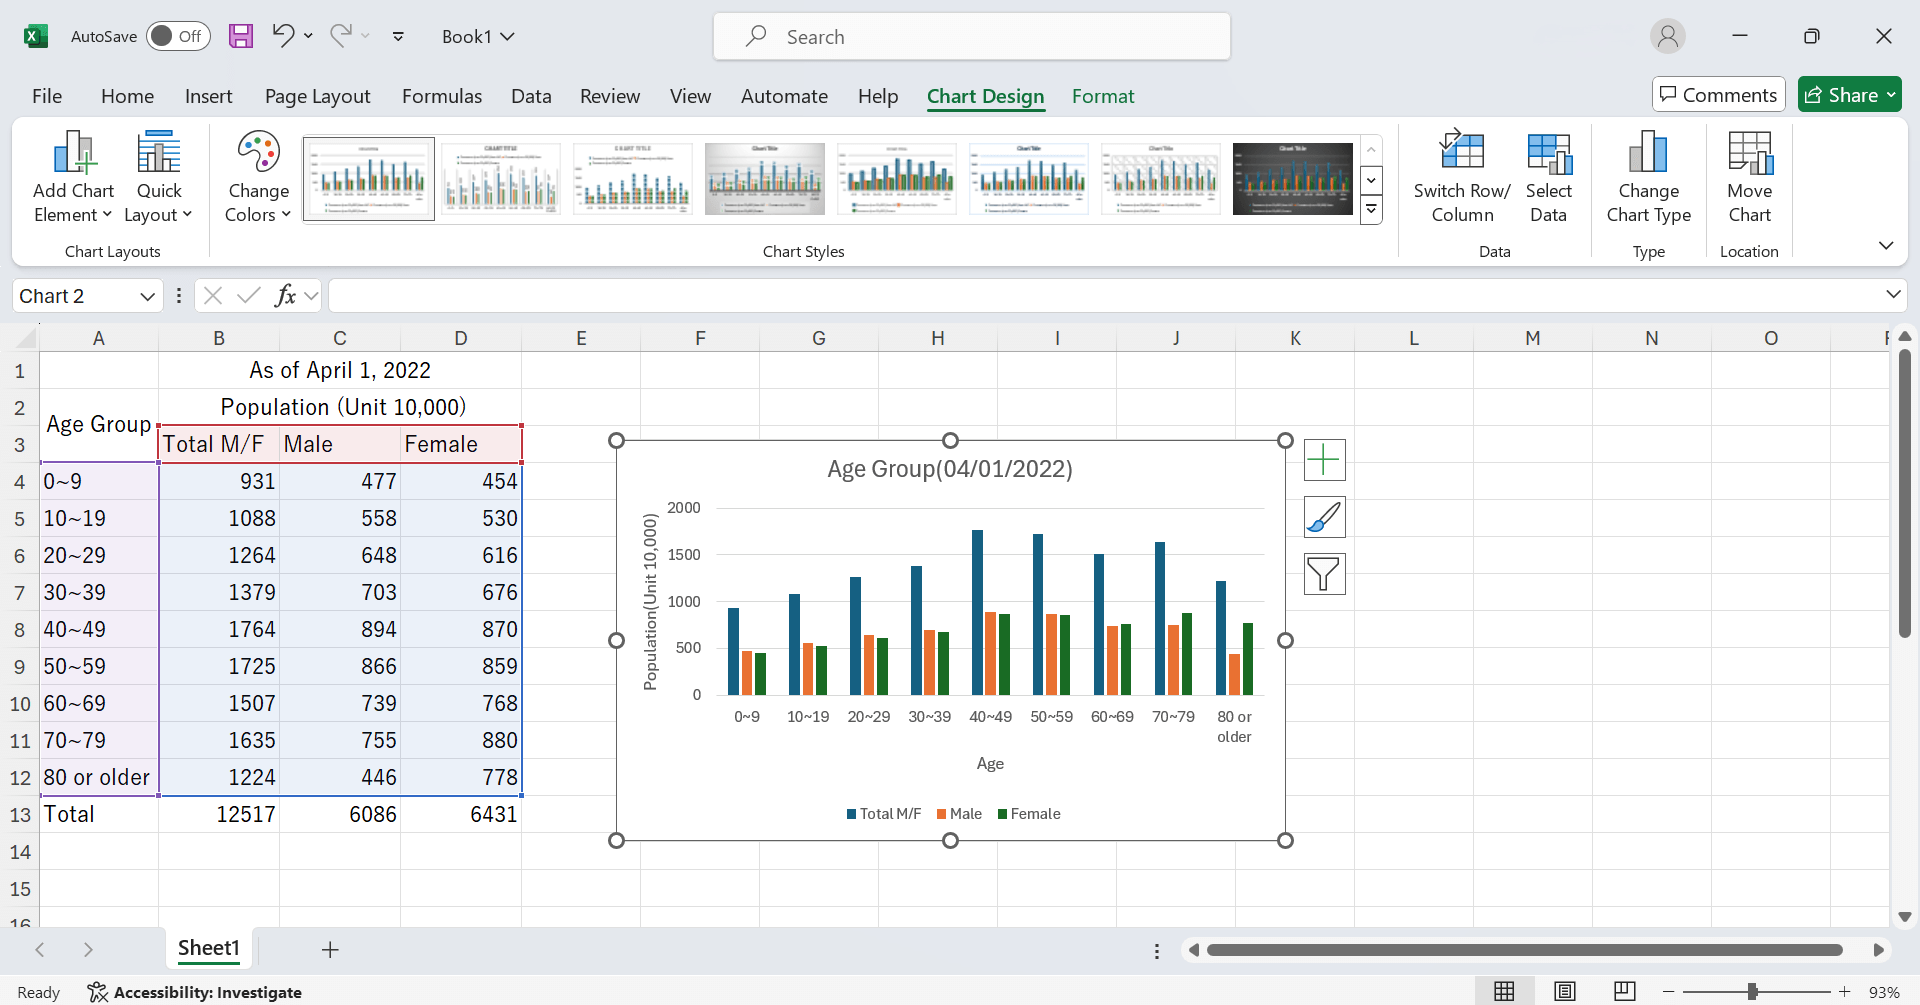 AutoSave Off Book1 Search
File Home Insert Page Layout Formulas Data Review View Automate Help Chart Design Format Comments Share
Add Chart Element
Quick Layout
Change Colors
Switch Row/ Column
Select Data
Change Chart Type
Move Chart
Chart Layouts Chart Styles Data Type Location
Chart 2 fx
A B C D E F G H I J K L M N O
1 As of April 1, 2022
2 Population (Unit 10,000)
Age Group
3 Total M/F Male Female
4 0~9 931 477 454
5 10~19 1088 558 530
6 20~29 1264 648 616
7 30~39 1379 703 676
8 40~49 1764 894 870
9 50~59 1725 866 859
10 60~69 1507 739 768
11 70~79 1635 755 880
12 80 or older 1224 446 778
13 Total 12517 6086 6431
14
15
16
Age Group(04/01/2022)
Population(Unit 10,000)
2000
1500
1000
500
0
0~9 10~19 20~29 30~39 40~49 50~59 60~69 70~79 80 or older
Age
Total M/F Male Female
Sheet1
Ready Accessibility: Investigate 93%